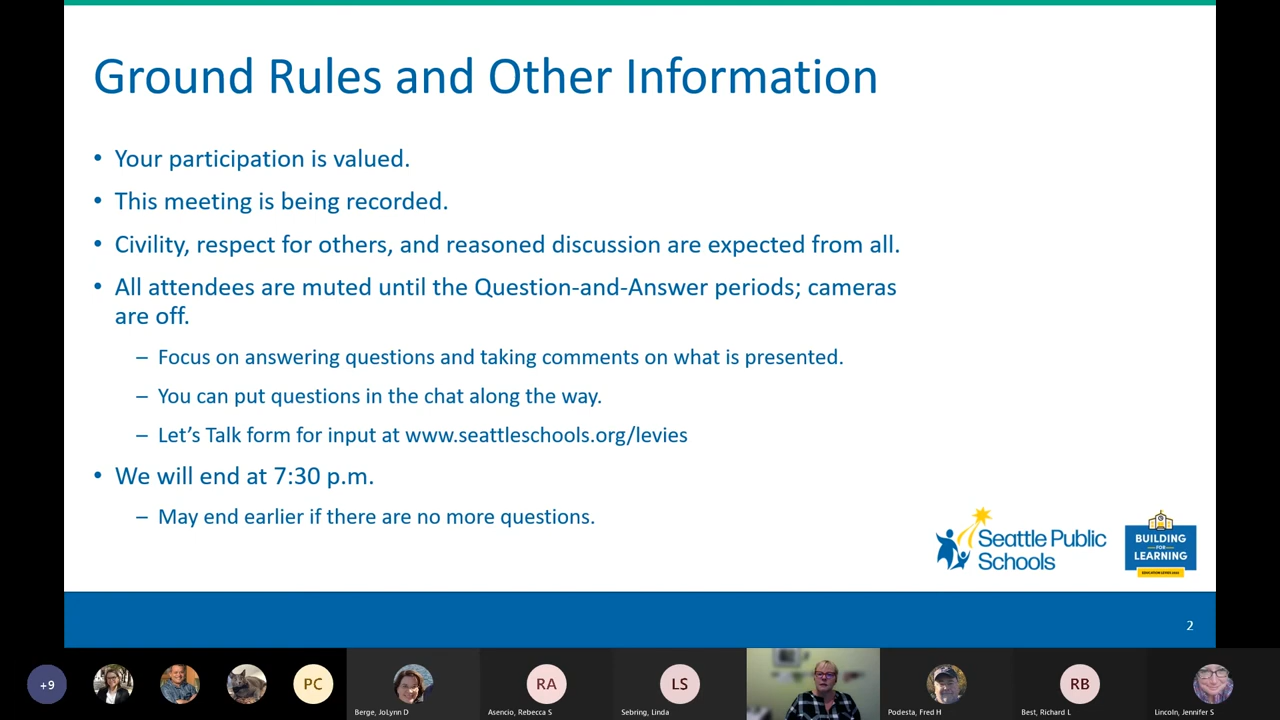 Ground Rules and Other Information
• Your participation is valued.
• This meeting is being recorded.
• Civility, respect for others, and reasoned discussion are expected from all.
• All attendees are muted until the Question-and-Answer periods; cameras
are off.
– Focus on answering questions and taking comments on what is presented.
– You can put questions in the chat along the way.
– Let’s Talk form for input at www.seattleschools.org/levies
• We will end at 7:30 p.m.
– May end earlier if there are no more questions.
Seattle Public
Schools
BUILDING
FOR
LEARNING
2
+9
PC
RA
LS
RB
Berge, JoLynn D
Asencio, Rebecca S
Sebring, Linda
Podesta, Fred H
Best, Richard L
Lincoln, Jennifer S